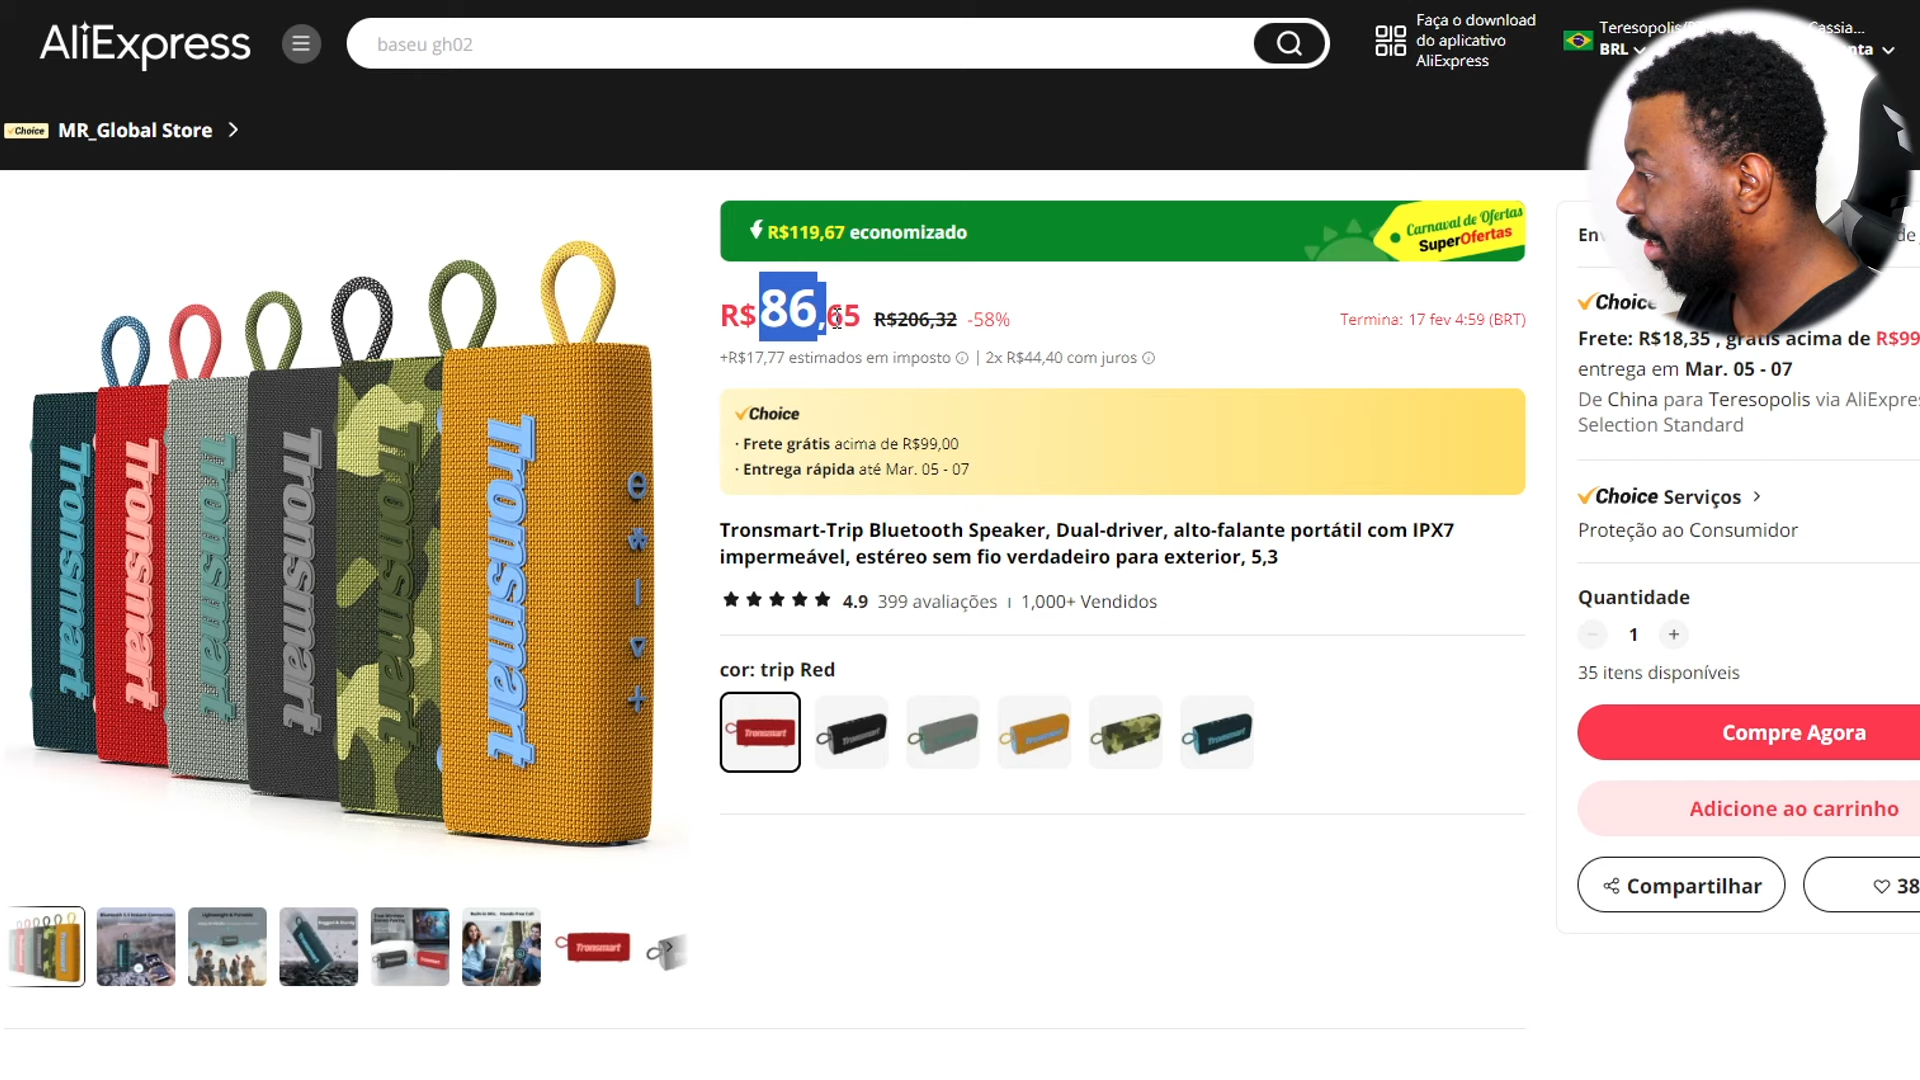 AliExpress
baseu gh02
Faça o download
do aplicativo
AliExpress
Teresopolis/
Cassia...
BRL
Choice MR_Global Store
R$119,67 economizado
Carnaval de Ofertas
SuperOfertas
R$86,65 R$206,32 -58%
Termina: 17 fev 4:59 (BRT)
+R$17,77 estimados em imposto | 2x R$44,40 com juros
Choice
· Frete grátis acima de R$99,00
· Entrega rápida até Mar. 05 - 07
Tronsmart-Trip Bluetooth Speaker, Dual-driver, alto-falante portátil com IPX7
impermeável, estéreo sem fio verdadeiro para exterior, 5,3
4.9 399 avaliações 1,000+ Vendidos
cor: trip Red
Tronsmart
Tronsmart
Tronsmart
Tronsmart
Tronsmart
Tronsmart
Choice
Frete: R$18,35 , grátis acima de R$99
entrega em Mar. 05 - 07
De China para Teresopolis via AliExpres
Selection Standard
Choice Serviços
Proteção ao Consumidor
Quantidade
1
35 itens disponíveis
Compre Agora
Adicione ao carrinho
Compartilhar
38